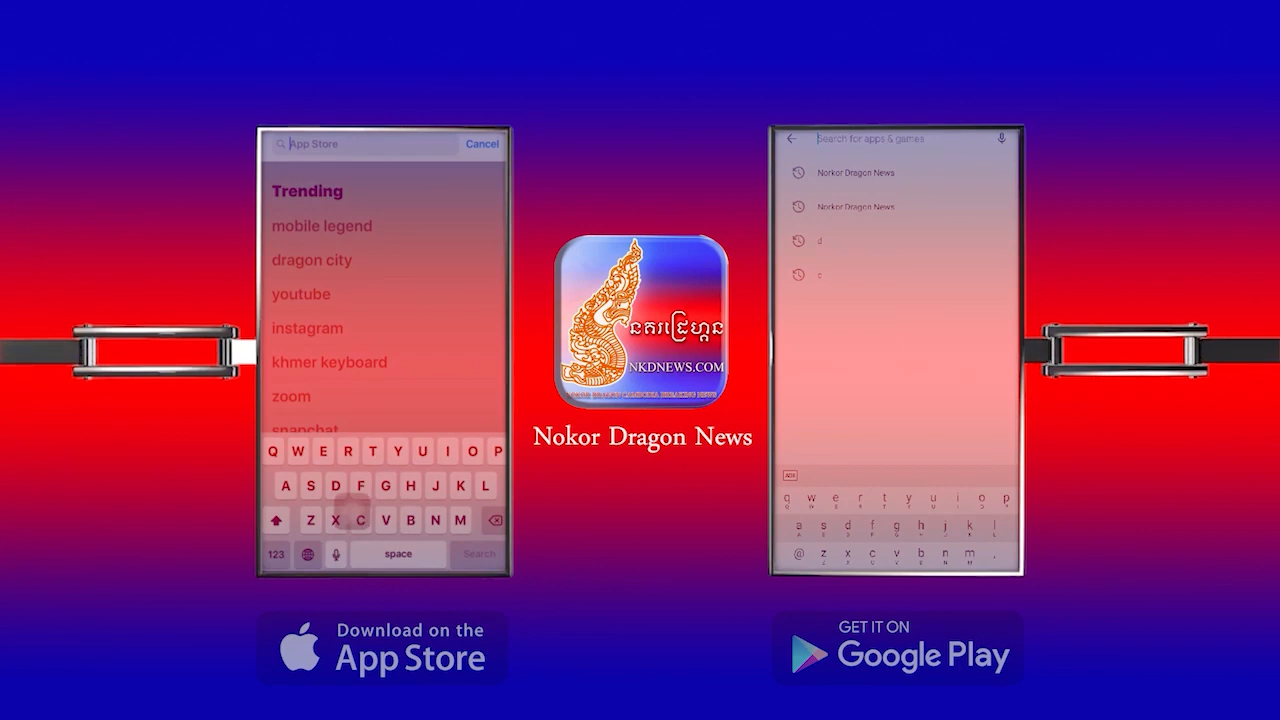 App Store
Cancel
Trending
mobile legend
dragon city
youtube
instagram
khmer keyboard
zoom
snapchat
Q W E R T Y U I O P
A S D F G H J K L
Z X C V B N M
123
space
Search
Download on the
App Store
នគរដ្រេហ្គន
NKDNEWS.COM
Nokor Dragon News
Search for apps & games
Norkor Dragon News
Norkor Dragon News
d
c
q w e r t y u i o p
a s d f g h j k l
@ z x c v b n m .
GET IT ON
Google Play